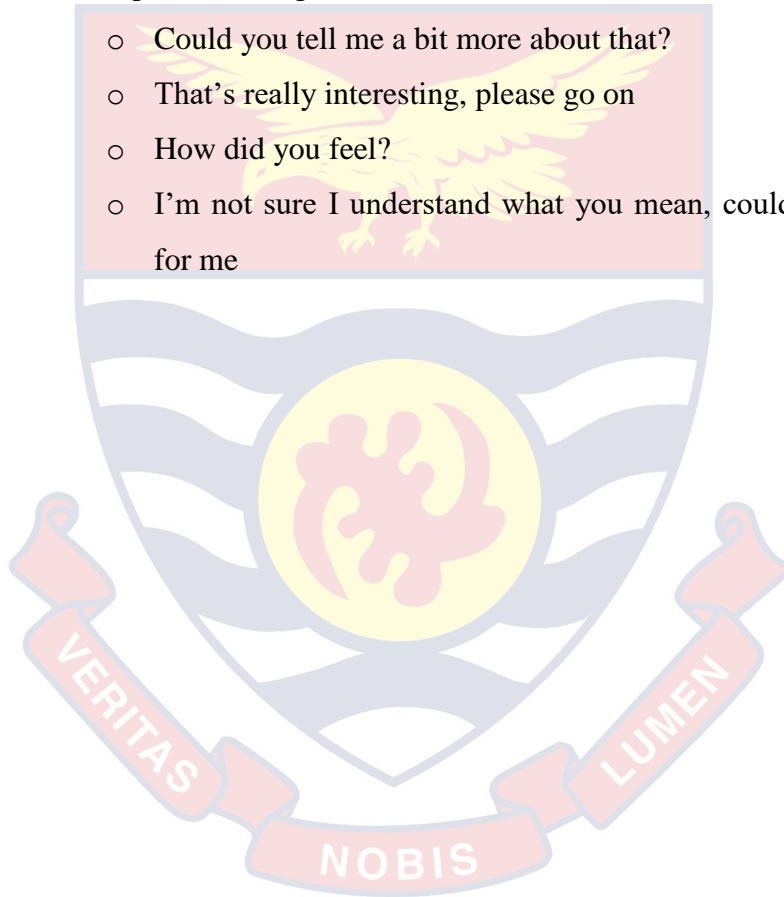 o Could you tell me a bit more about that?
o That's really interesting, please go on
o How did you feel?
o I'm not sure I understand what you mean, could
for me
VERITAS
NOBIS
LUMEN